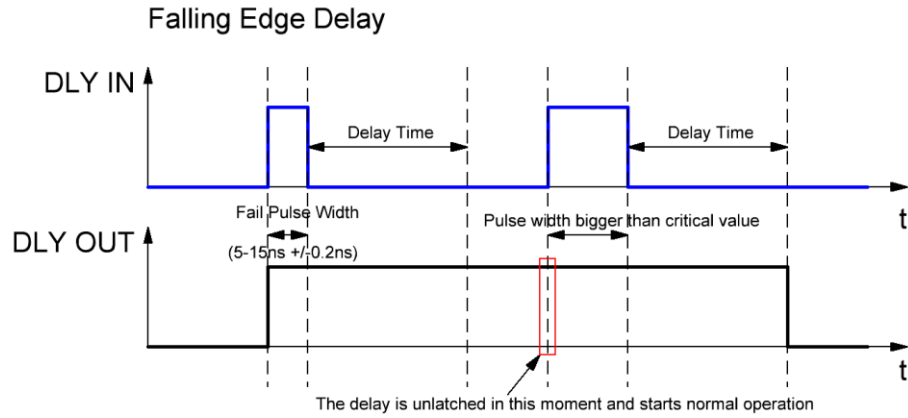 Falling Edge Delay
DLY IN
Delay Time
Delay Time
t
Fail Pulse Width
(5-15ns +/-0.2ns)
Pulse width bigger than critical value
DLY OUT
t
The delay is unlatched in this moment and starts normal operation